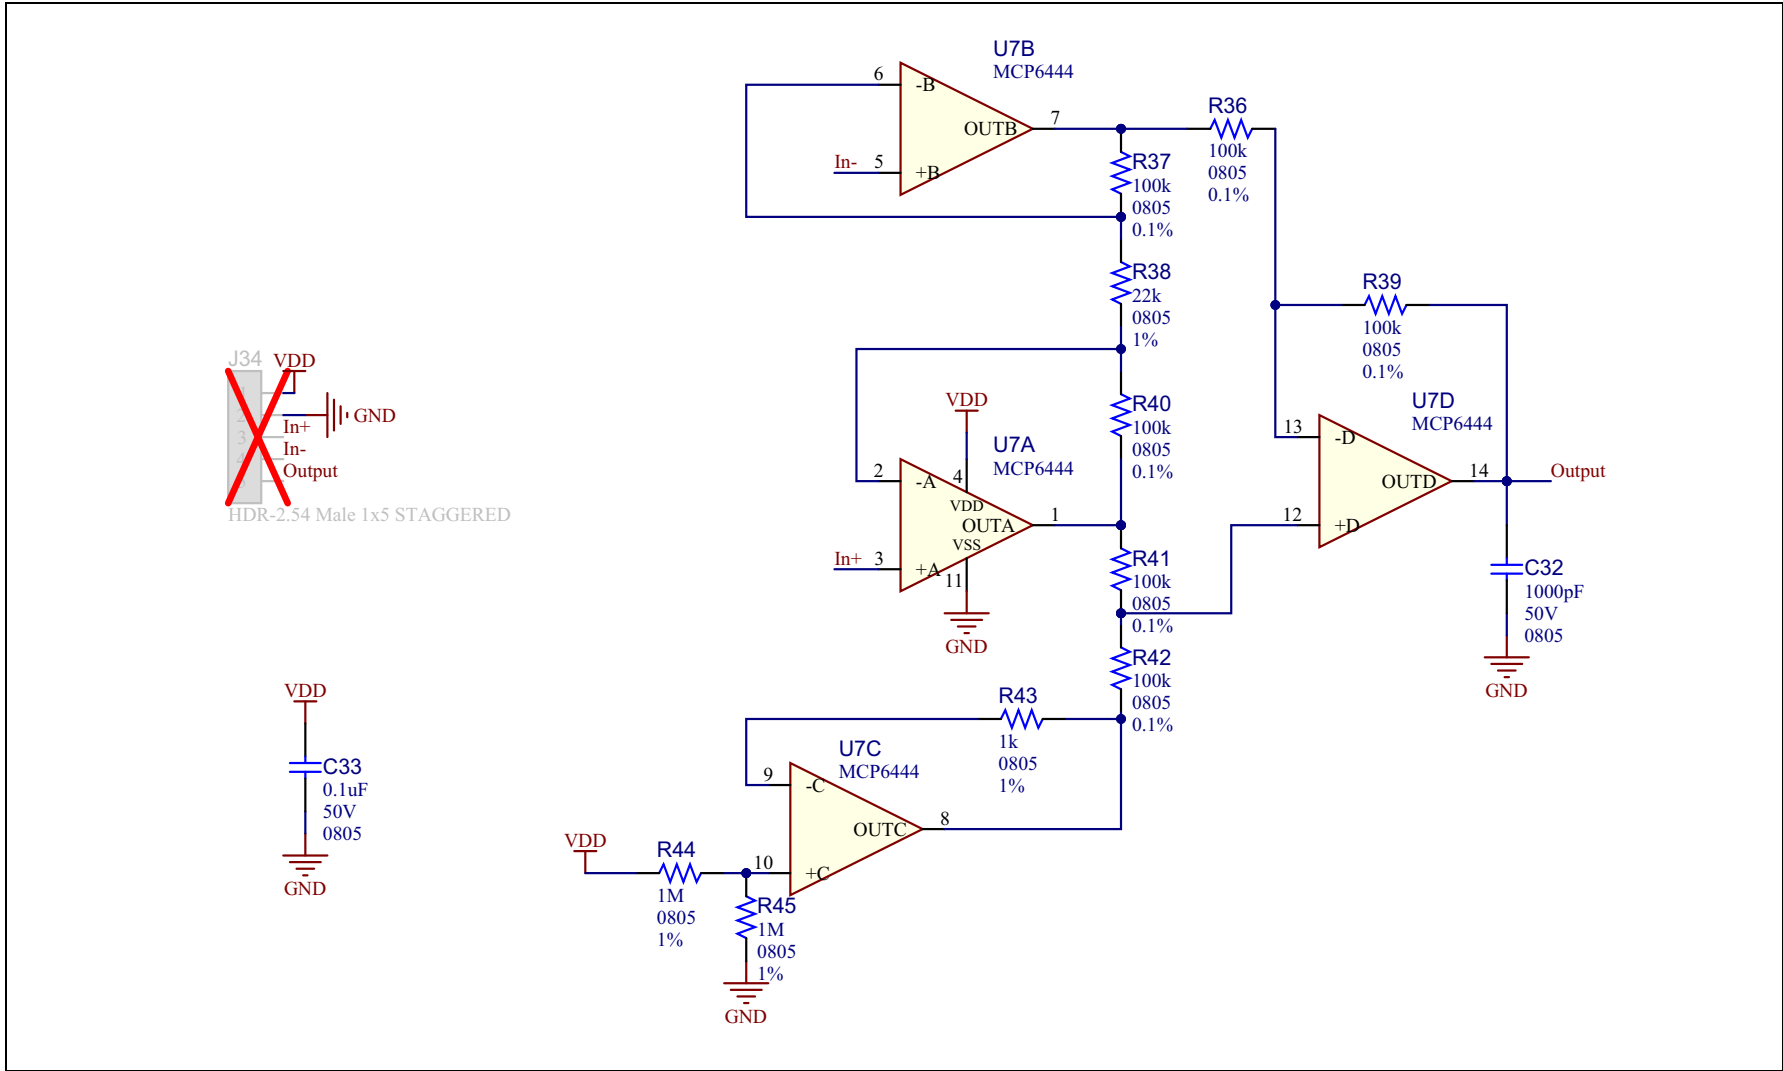 U7B
MCP6444
6
-B
OUTB
7
In-
5
+B
R36
100k
0805
0.1%
R37
100k
0805
0.1%
R38
22k
0805
1%
R39
100k
0805
0.1%
J34
VDD
1
2
GND
In+
3
In-
4
Output
5
HDR-2.54 Male 1x5 STAGGERED
VDD
R40
100k
0805
0.1%
U7A
MCP6444
2
-A
4
VDD
OUTA
1
VSS
In+
3
+A
11
GND
U7D
MCP6444
13
-D
OUTD
14
Output
12
+D
R41
100k
0805
0.1%
C32
1000pF
50V
0805
GND
R42
100k
0805
0.1%
R43
1k
0805
1%
VDD
C33
0.1uF
50V
0805
GND
U7C
MCP6444
9
-C
OUTC
8
VDD
R44
1M
0805
1%
10
+C
R45
1M
0805
1%
GND